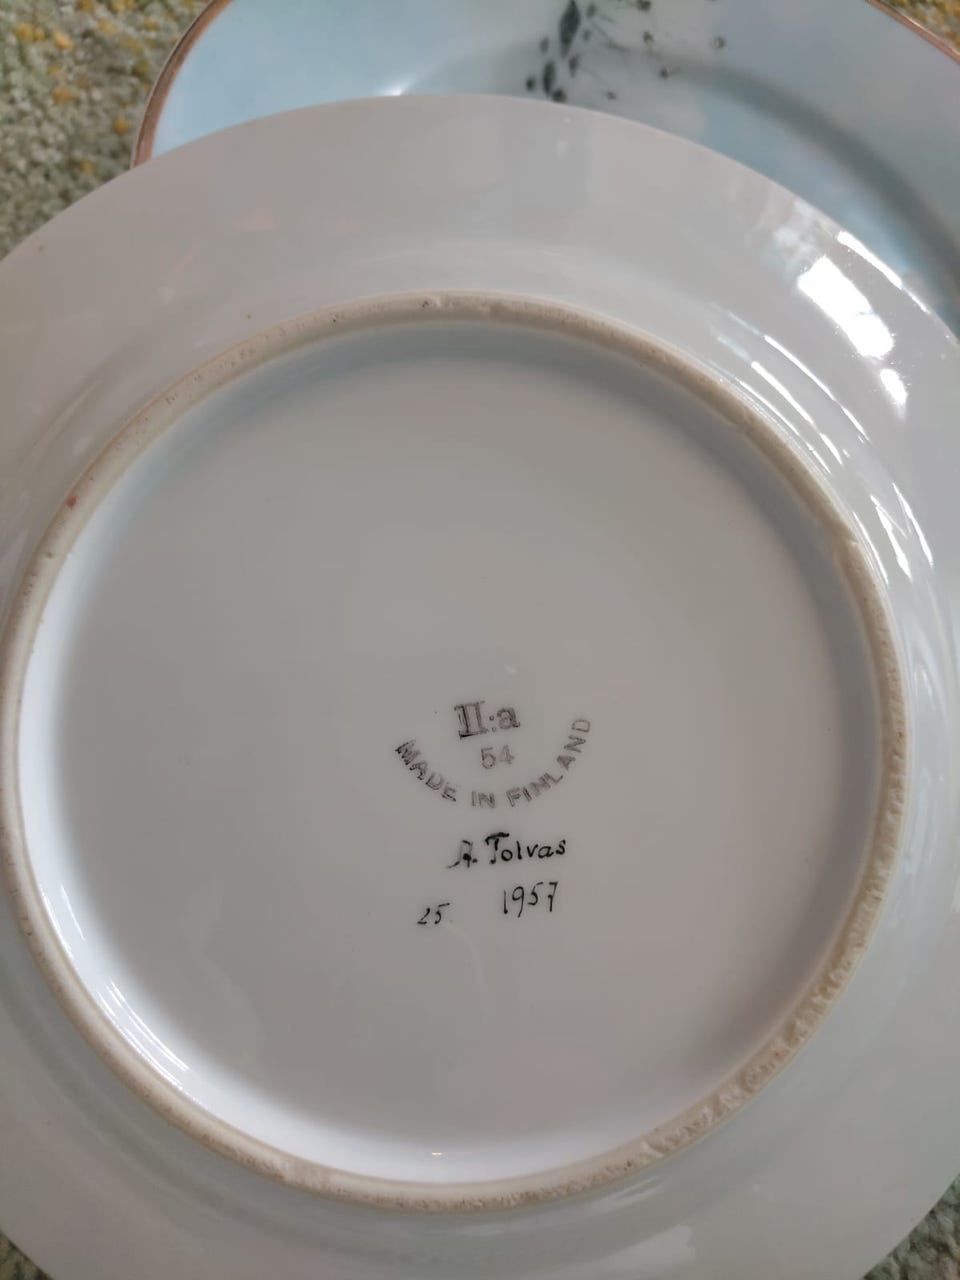 II:a
54
MADE IN FINLAND
A. Tolvas
25. 1957